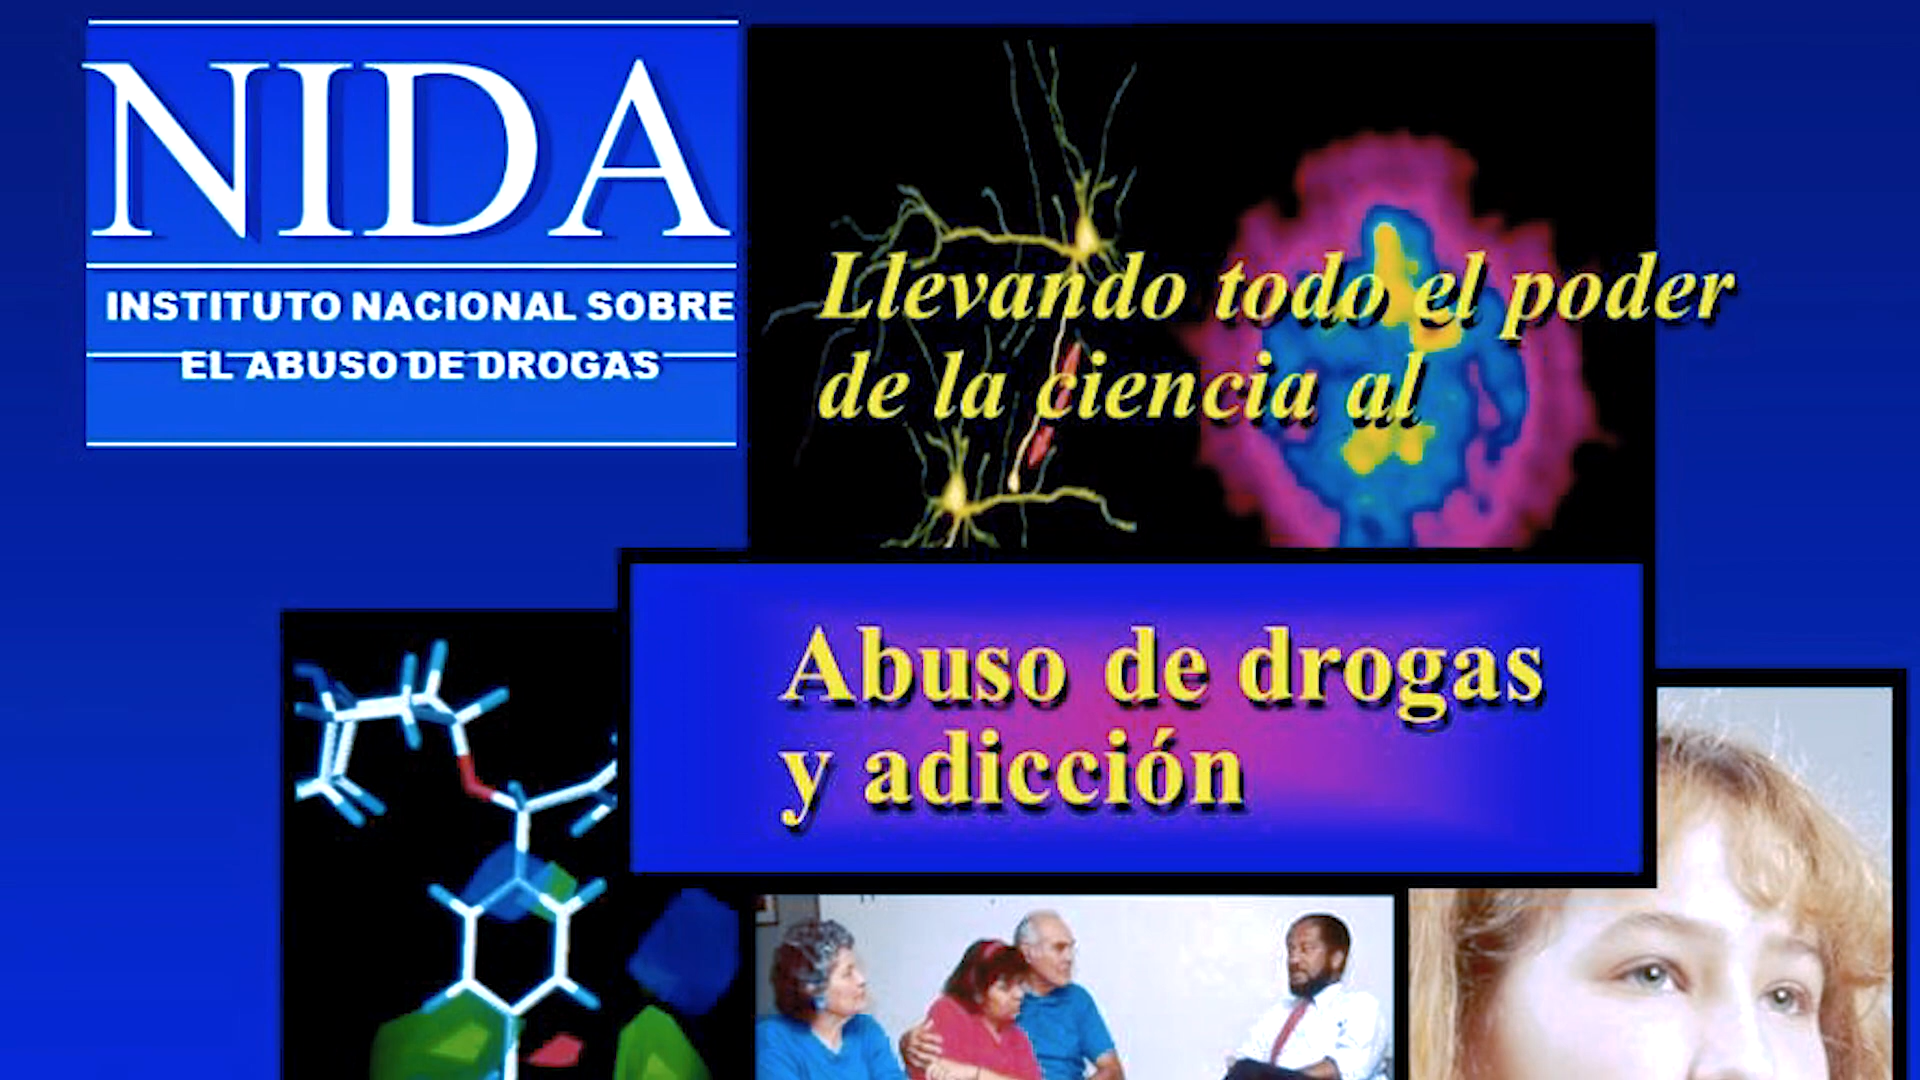 NIDA
INSTITUTO NACIONAL SOBRE
EL ABUSO DE DROGAS
Llevando todo el poder
de la ciencia al
Abuso de drogas
y adicción